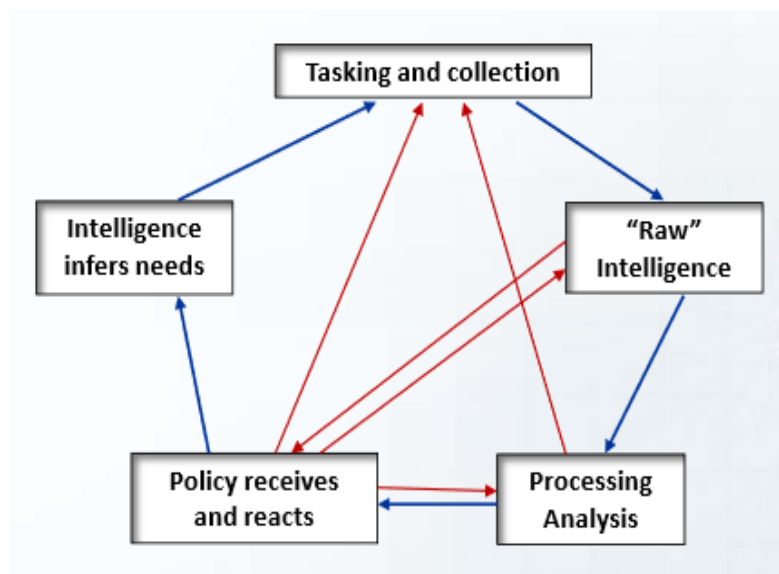 Tasking and collection
Intelligence
infers needs
“Raw”
Intelligence
Policy receives
and reacts
Processing
Analysis